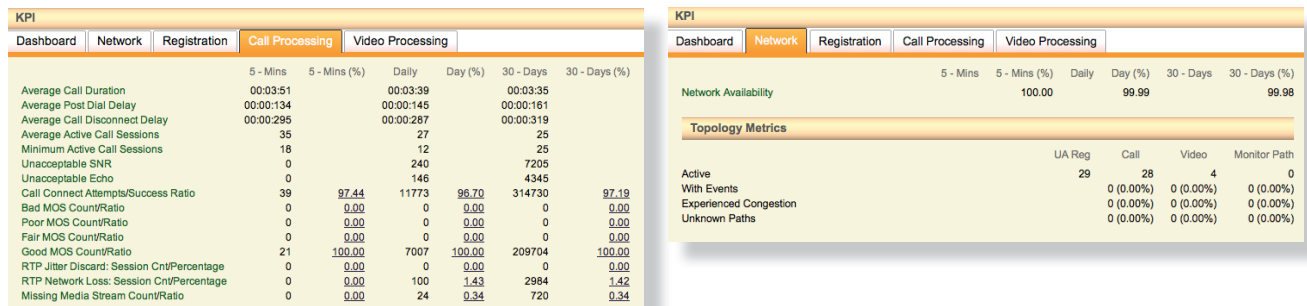 KPI
Dashboard Network Registration Call Processing Video Processing
5 - Mins 5 - Mins (%) Daily Day (%) 30 - Days 30 - Days (%)
Average Call Duration 00:03:51 00:03:39 00:03:35
Average Post Dial Delay 00:00:134 00:00:145 00:00:161
Average Call Disconnect Delay 00:00:295 00:00:287 00:00:319
Average Active Call Sessions 35 27 25
Minimum Active Call Sessions 18 12 25
Unacceptable SNR 0 240 7205
Unacceptable Echo 0 146 4345
Call Connect Attempts/Success Ratio 39 97.44 11773 96.70 314730 97.19
Bad MOS Count/Ratio 0 0.00 0 0.00 0 0.00
Poor MOS Count/Ratio 0 0.00 0 0.00 0 0.00
Fair MOS Count/Ratio 0 0.00 0 0.00 0 0.00
Good MOS Count/Ratio 21 100.00 7007 100.00 209704 100.00
RTP Jitter Discard: Session Cnt/Percentage 0 0.00 0 0.00 0 0.00
RTP Network Loss: Session Cnt/Percentage 0 0.00 100 1.43 2984 1.42
Missing Media Stream Count/Ratio 0 0.00 24 0.34 720 0.34
KPI
Dashboard Network Registration Call Processing Video Processing
5 - Mins 5 - Mins (%) Daily Day (%) 30 - Days 30 - Days (%)
Network Availability 100.00 99.99 99.98
Topology Metrics
UA Reg Call Video Monitor Path
Active 29 28 4 0
With Events 0 (0.00%) 0 (0.00%) 0 (0.00%)
Experienced Congestion 0 (0.00%) 0 (0.00%) 0 (0.00%)
Unknown Paths 0 (0.00%) 0 (0.00%) 0 (0.00%)